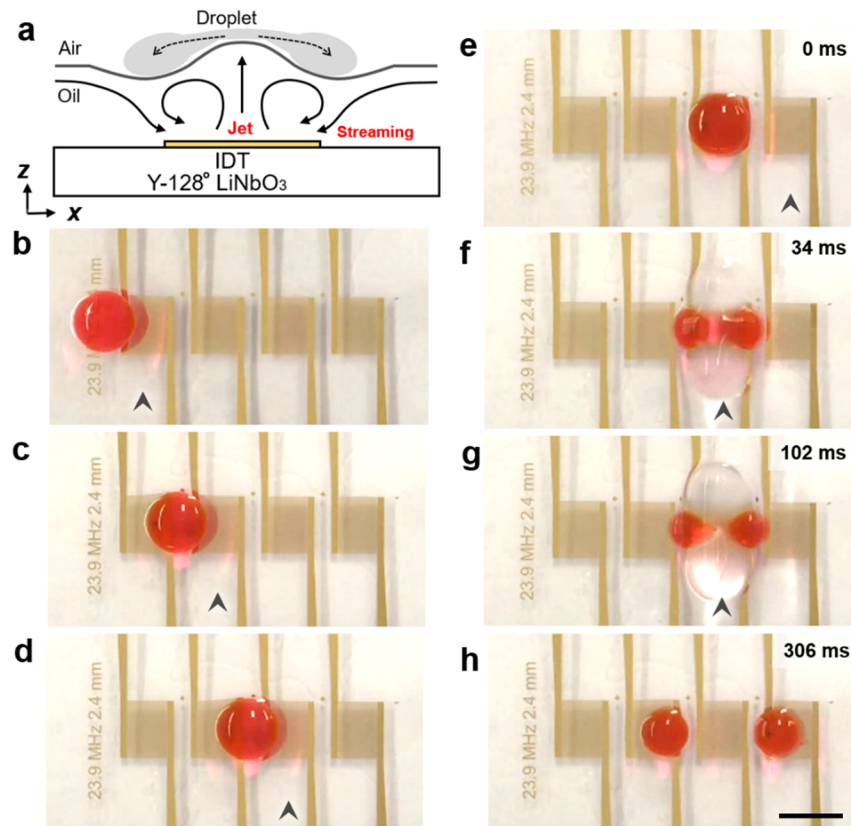 a
Droplet
Air
Oil
Jet
Streaming
IDT
Y-128° LiNbO₃
z
x
b
23.9 MHz 2.4 mm
c
23.9 MHz 2.4 mm
d
23.9 MHz 2.4 mm
e
0 ms
23.9 MHz 2.4 mm
f
34 ms
23.9 MHz 2.4 mm
g
102 ms
23.9 MHz 2.4 mm
h
306 ms
23.9 MHz 2.4 mm